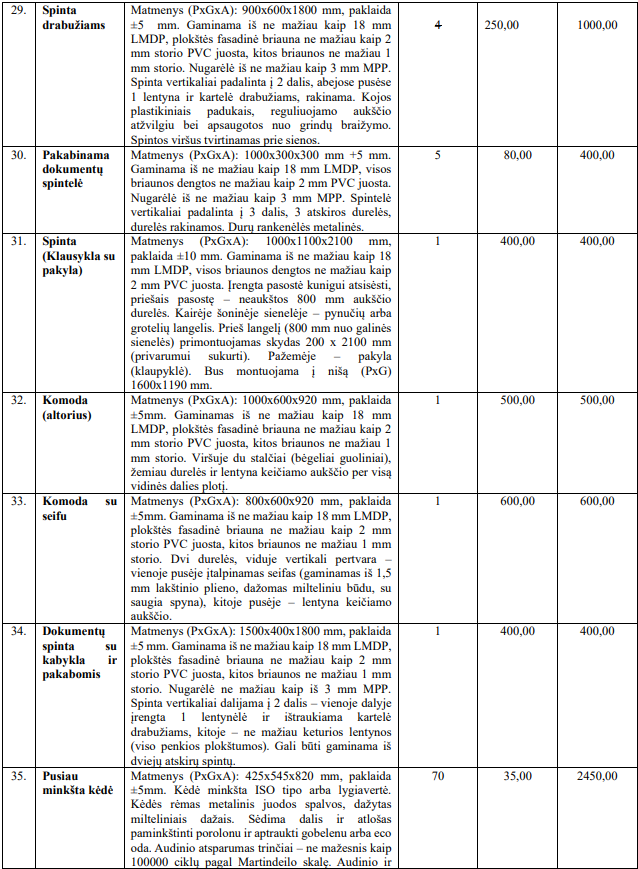 29. Spinta drabužiams Matmenys (PxGxA): 900x600x1800 mm, paklaida 4 250,00 1000,00
±5 mm. Gaminama iš ne mažiau kaip 18 mm
LMDP, plokštės fasadinė briauna ne mažiau kaip 2
mm storio PVC juosta, kitos briaunos ne mažiau 1
mm storio. Nugarėlė iš ne mažiau kaip 3 mm MPP.
Spinta vertikaliai padalinta į 2 dalis, abejose pusėse
1 lentyna ir kartelė drabužiams, rakinama. Kojos
plastikiniais padukais, reguliuojamo aukščio
atžvilgiu bei apsaugotos nuo grindų braižymo.
Spintos viršus tvirtinamas prie sienos.
30. Pakabinama dokumentų spintelė Matmenys (PxGxA): 1000x300x300 mm +5 mm. 5 80,00 400,00
Gaminama iš ne mažiau kaip 18 mm LMDP, visos
briaunos dengtos ne mažiau kaip 2 mm PVC juosta.
Nugarėlė iš ne mažiau kaip 3 mm MPP. Spintelė
vertikaliai padalinta į 3 dalis, 3 atskiros durelės,
durelės rakinamos. Durų rankenėlės metalinės.
31. Spinta (Klausykla su pakyla) Matmenys (PxGxA): 1000x1100x2100 mm, 1 400,00 400,00
paklaida ±10 mm. Gaminama iš ne mažiau kaip 18
mm LMDP, visos briaunos dengtos ne mažiau kaip
2 mm PVC juosta. Įrengta pasostė kunigui atsisėsti,
priešais pasostę – neaukštos 800 mm aukščio
durelės. Kairėje šoninėje sienelėje – pynučių arba
grotelių langelis. Prieš langelį (800 mm nuo galinės
sienelės) primontuojamas skydas 200 x 2100 mm
(privarumui sukurti). Pažemėje – pakyla
(klaupyklė). Bus montuojama į nišą (PxG)
1600x1190 mm.
32. Komoda (altorius) Matmenys (PxGxA): 1000x600x920 mm, paklaida 1 500,00 500,00
±5mm. Gaminamas iš ne mažiau kaip 18 mm
LMDP, plokštės fasadinė briauna ne mažiau kaip 2
mm storio PVC juosta, kitos briaunos ne mažiau 1
mm storio. Viršuje du stalčiai (bėgeliai guoliniai),
žemiau durelės ir lentyna keičiamo aukščio per visą
vidinės dalies plotį.
33. Komoda su seifu Matmenys (PxGxA): 800x600x920 mm, paklaida 1 600,00 600,00
±5mm. Gaminama iš ne mažiau kaip 18 mm LMDP,
plokštės fasadinė briauna ne mažiau kaip 2 mm
storio PVC juosta, kitos briaunos ne mažiau 1 mm
storio. Dvi durelės, viduje vertikali pertvara –
vienoje pusėje įtalpinamas seifas (gaminamas iš 1,5
mm lakštinio plieno, dažomas milteliniu būdu, su
saugia spyna), kitoje pusėje – lentyna keičiamo
aukščio.
34. Dokumentų spinta su kabykla ir pakabomis Matmenys (PxGxA): 1500x400x1800 mm, paklaida 1 400,00 400,00
±5 mm. Gaminama iš ne mažiau kaip 18 mm LMDP,
plokštės fasadinė briauna ne mažiau kaip 2 mm
storio PVC juosta, kitos briaunos ne mažiau 1 mm
storio. Nugarėlė ne mažiau kaip iš 3 mm MPP.
Spinta vertikaliai dalijama į 2 dalis – vienoje dalyje
įrengta 1 lentynėlė ir ištraukiama kartelė
drabužiams, kitoje – ne mažiau keturios lentynos
(viso penkios plokštumos). Gali būti gaminama iš
dviejų atskirų spintų.
35. Pusiau minkšta kėdė Matmenys (PxGxA): 425x545x820 mm, paklaida 70 35,00 2450,00
±5mm. Kėdė minkšta ISO tipo arba lygiavertė.
Kėdės rėmas metalinis juodos spalvos, dažytas
milteliniais dažais. Sėdima dalis ir atlošas
paminkštinti porolonu ir aptraukti gobelenu arba eco
oda. Audinio atsparumas trinčiai – ne mažesnis kaip
100000 ciklų pagal Martindeilo skalę. Audinio ir